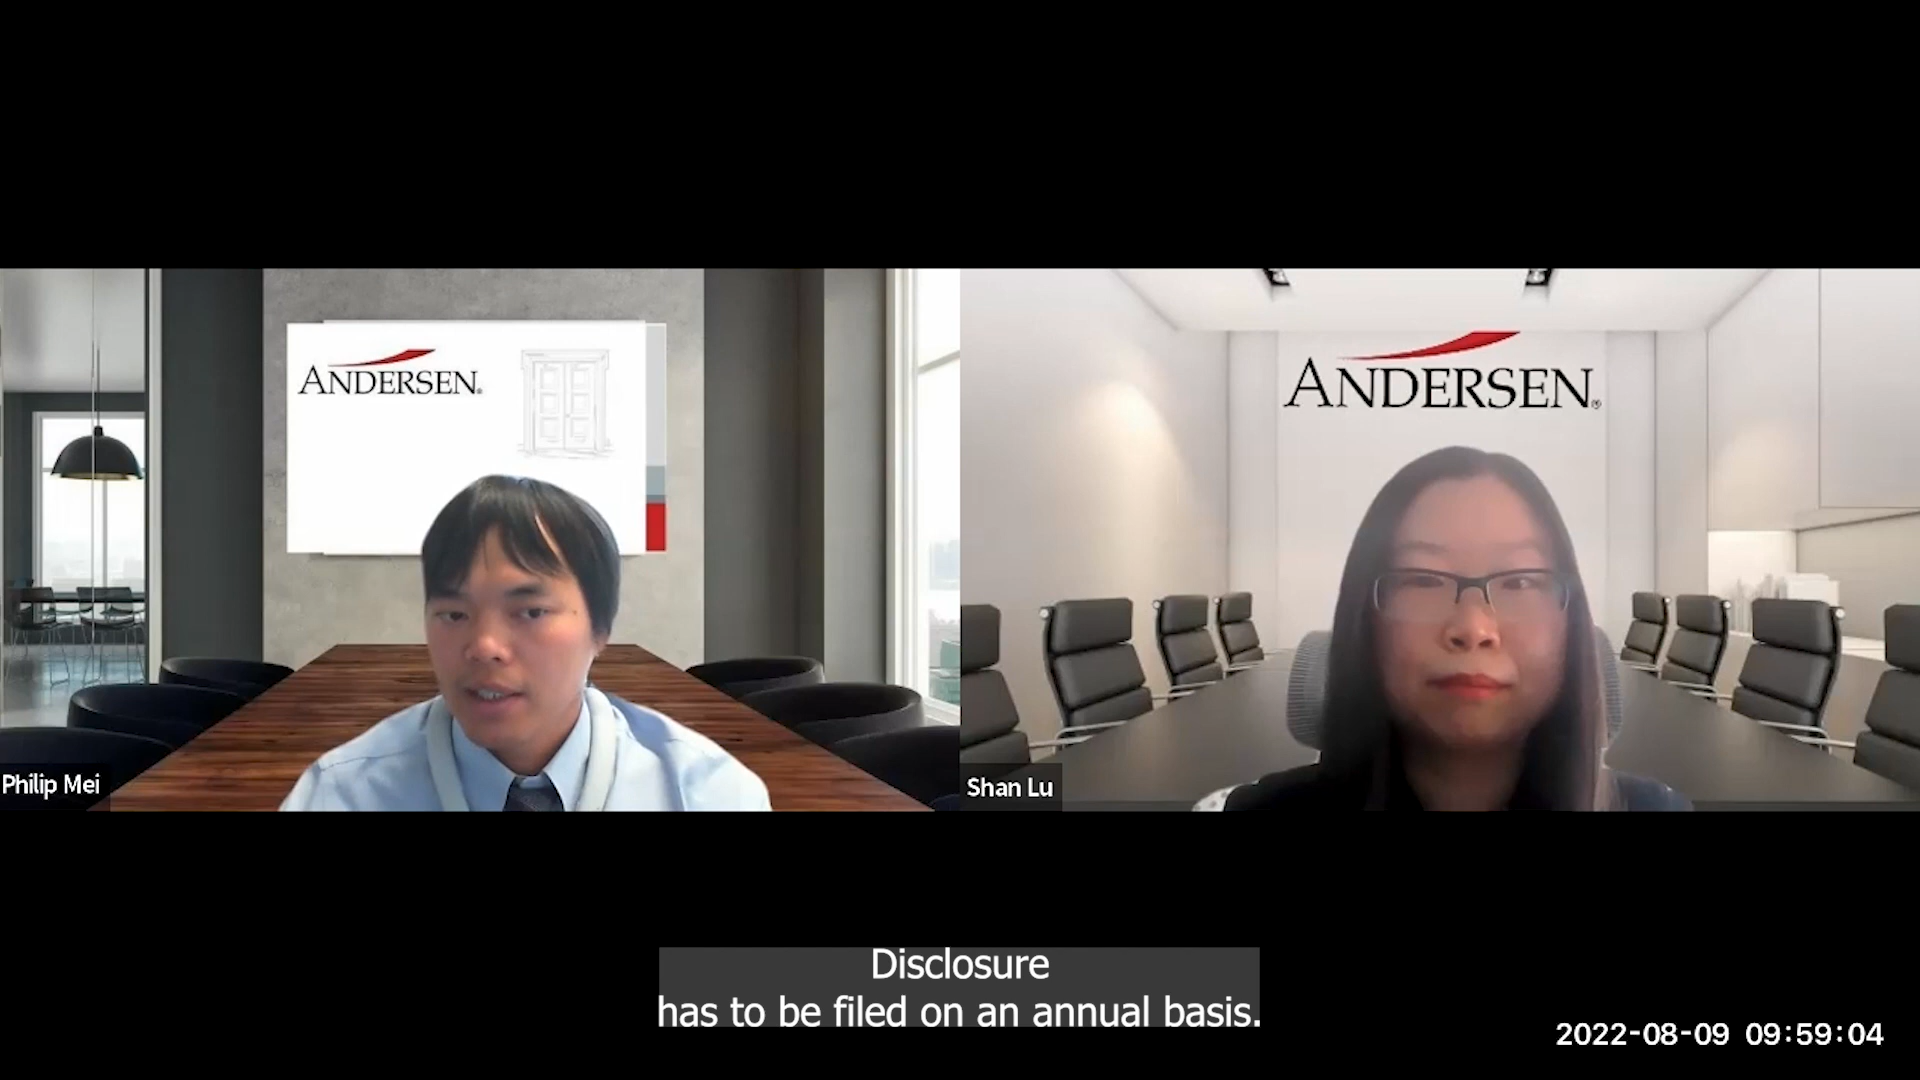 ANDERSEN®
ANDERSEN®
Philip Mei
Shan Lu
Disclosure
has to be filed on an annual basis.
2022-08-09 09:59:04